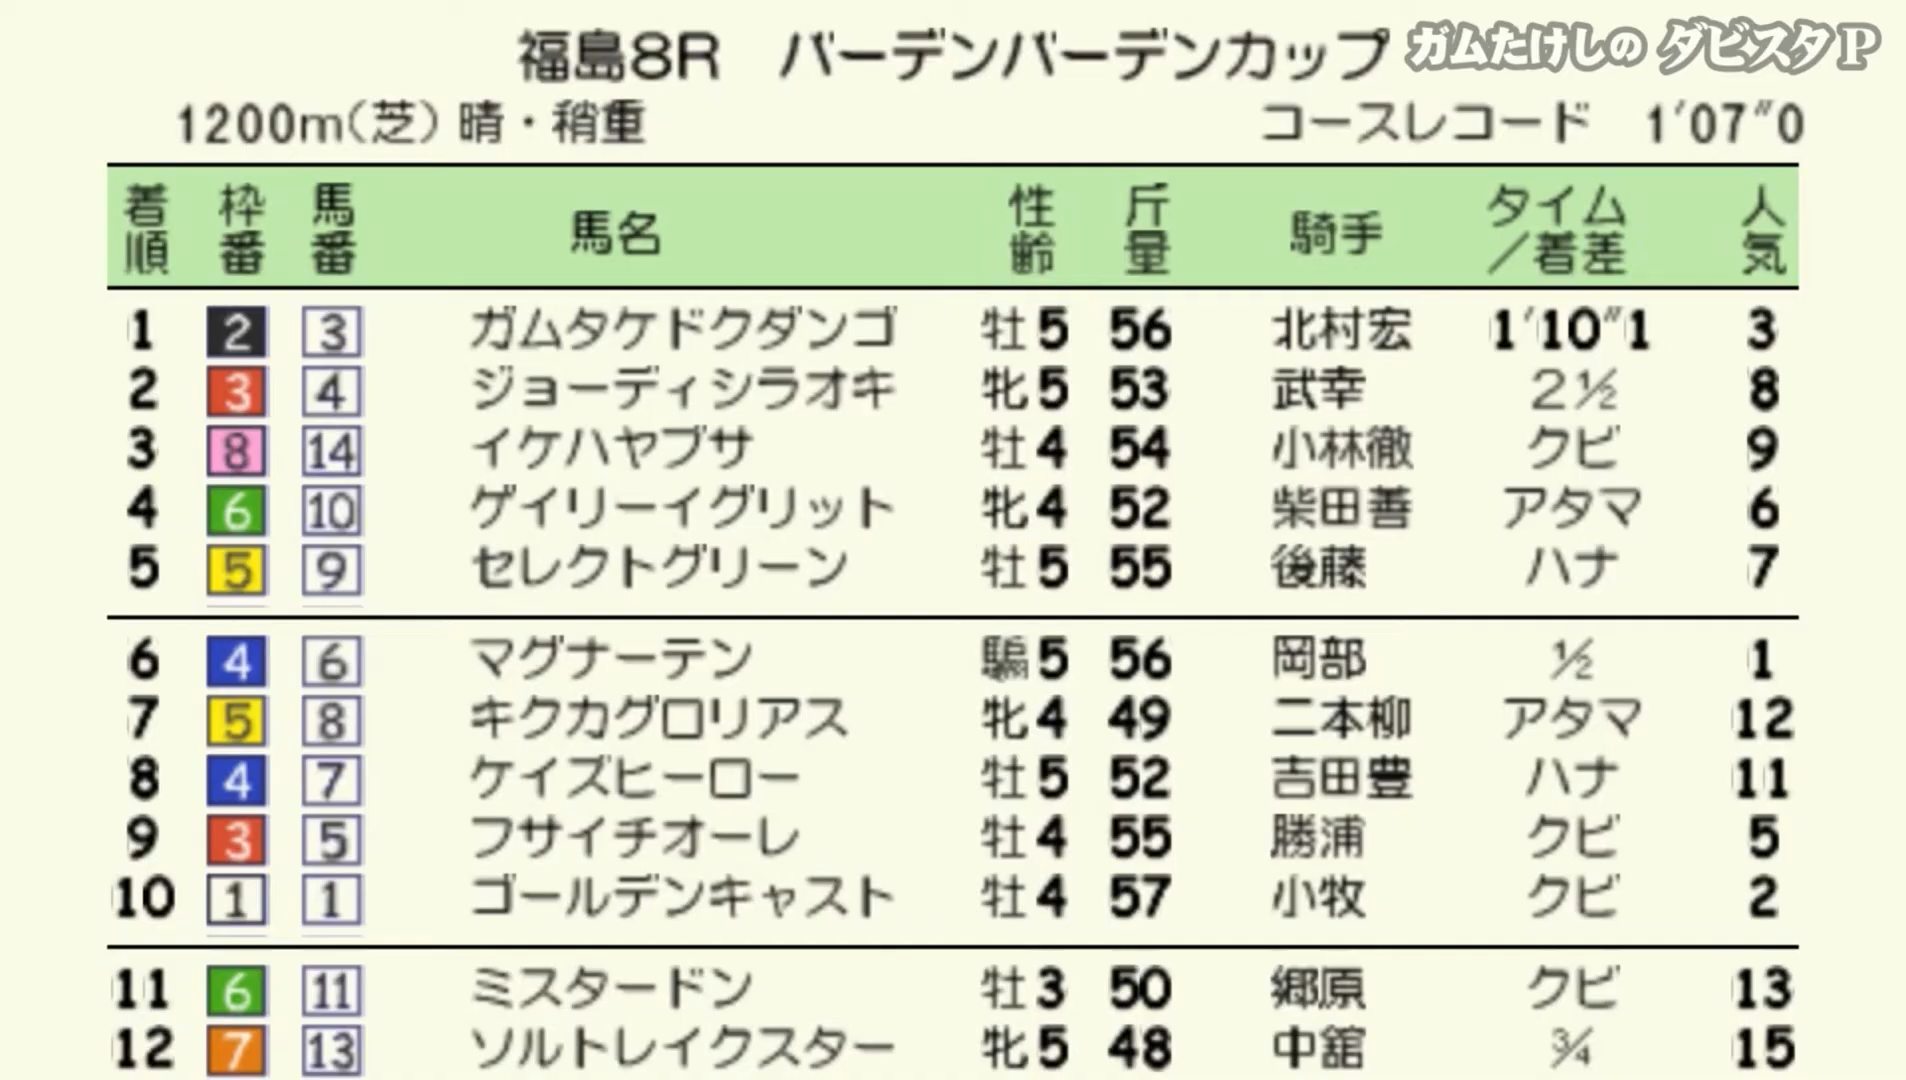 福島8R バーデンバーデンカップ
ガムたけしの ダビスタP
1200m(芝) 晴・稍重 コースレコード 1'07"0
着順 枠番 馬番 馬名 性齢 斤量 騎手 タイム/着差 人気
1 2 3 ガムタケドクダンゴ 牡5 56 北村宏 1'10"1 3
2 3 4 ジョーディシラオキ 牝5 53 武幸 2 1/2 8
3 8 14 イケハヤブサ 牡4 54 小林徹 クビ 9
4 6 10 ゲイリーイグリット 牝4 52 柴田善 アタマ 6
5 5 9 セレクトグリーン 牡5 55 後藤 ハナ 7
6 4 6 マグナーテン 騸5 56 岡部 1/2 1
7 5 8 キクカグロリアス 牝4 49 二本柳 アタマ 12
8 4 7 ケイズヒーロー 牡5 52 吉田豊 ハナ 11
9 3 5 フサイチオーレ 牡4 55 勝浦 クビ 5
10 1 1 ゴールデンキャスト 牡4 57 小牧 クビ 2
11 6 11 ミスタードン 牡3 50 郷原 クビ 13
12 7 13 ソルトレイクスター 牝5 48 中舘 3/4 15